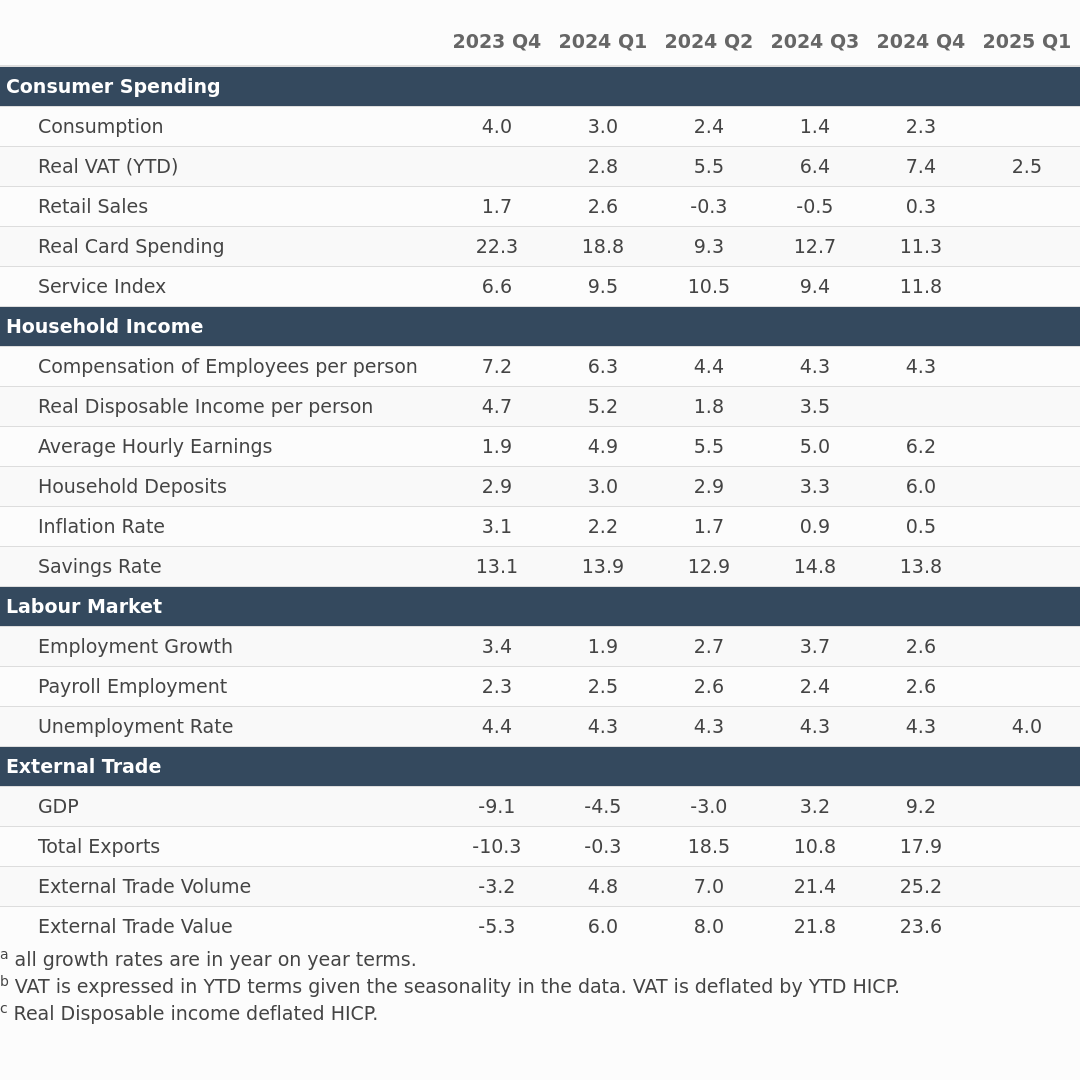 2023 Q4 2024 Q1 2024 Q2 2024 Q3 2024 Q4 2025 Q1
Consumer Spending
Consumption 4.0 3.0 2.4 1.4 2.3
Real VAT (YTD) 2.8 5.5 6.4 7.4 2.5
Retail Sales 1.7 2.6 -0.3 -0.5 0.3
Real Card Spending 22.3 18.8 9.3 12.7 11.3
Service Index 6.6 9.5 10.5 9.4 11.8
Household Income
Compensation of Employees per person 7.2 6.3 4.4 4.3 4.3
Real Disposable Income per person 4.7 5.2 1.8 3.5
Average Hourly Earnings 1.9 4.9 5.5 5.0 6.2
Household Deposits 2.9 3.0 2.9 3.3 6.0
Inflation Rate 3.1 2.2 1.7 0.9 0.5
Savings Rate 13.1 13.9 12.9 14.8 13.8
Labour Market
Employment Growth 3.4 1.9 2.7 3.7 2.6
Payroll Employment 2.3 2.5 2.6 2.4 2.6
Unemployment Rate 4.4 4.3 4.3 4.3 4.3 4.0
External Trade
GDP -9.1 -4.5 -3.0 3.2 9.2
Total Exports -10.3 -0.3 18.5 10.8 17.9
External Trade Volume -3.2 4.8 7.0 21.4 25.2
External Trade Value -5.3 6.0 8.0 21.8 23.6
a all growth rates are in year on year terms.
b VAT is expressed in YTD terms given the seasonality in the data. VAT is deflated by YTD HICP.
c Real Disposable income deflated HICP.